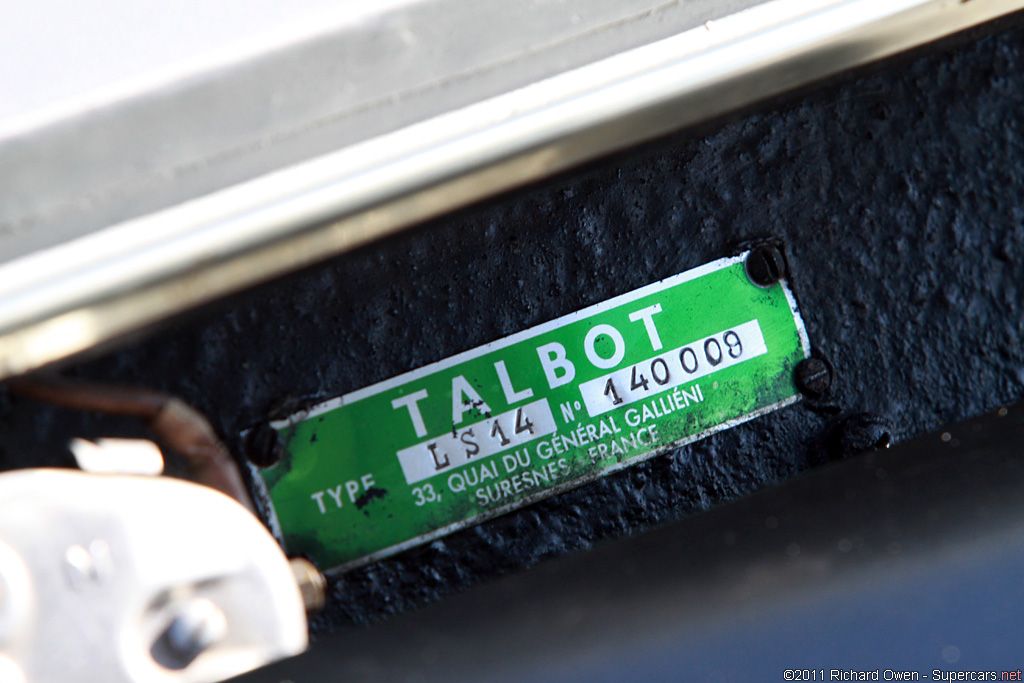 TALBOT
TYPE LS14 Nº 140009
33, QUAI DU GÉNÉRAL GALLIÉNI
SURESNES - FRANCE
©2011 Richard Owen - Supercars.net